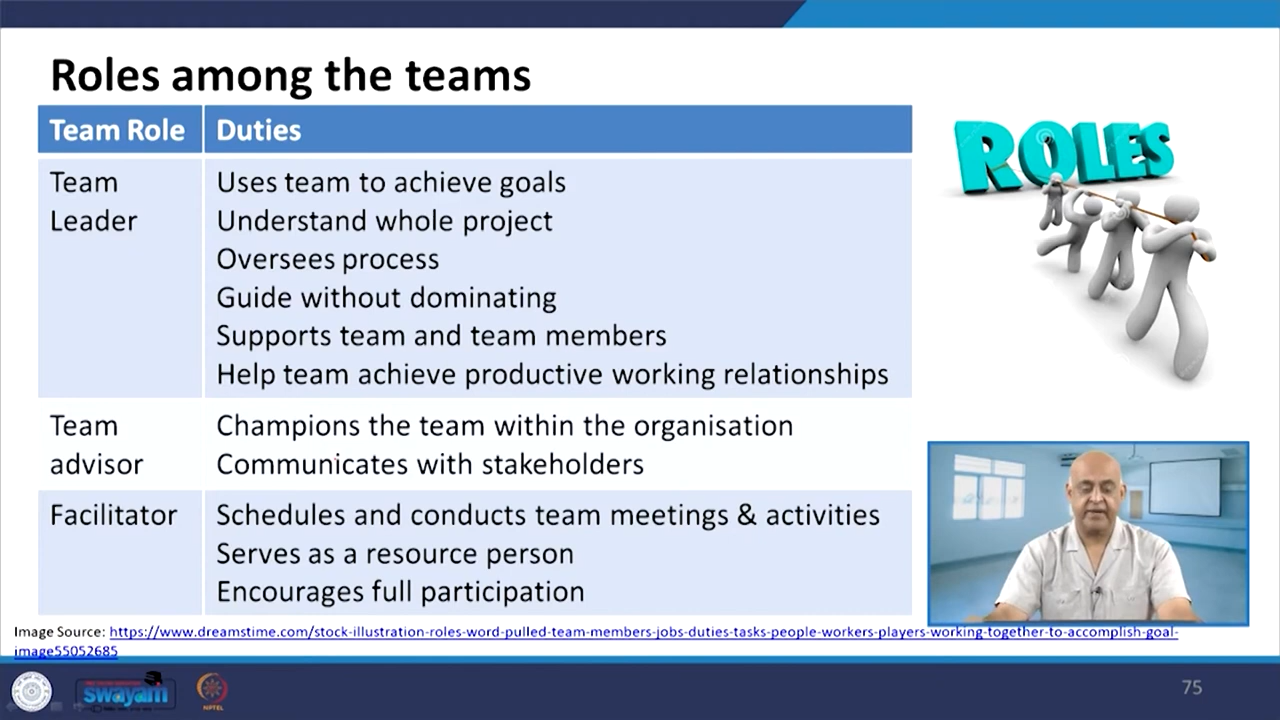 Roles among the teams
Team Role Duties
Team Leader
Uses team to achieve goals
Understand whole project
Oversees process
Guide without dominating
Supports team and team members
Help team achieve productive working relationships
Team advisor
Champions the team within the organisation
Communicates with stakeholders
Facilitator
Schedules and conducts team meetings & activities
Serves as a resource person
Encourages full participation
ROLES
Image Source: https://www.dreamstime.com/stock-illustration-roles-word-pulled-team-members-jobs-duties-tasks-people-workers-players-working-together-to-accomplish-goal-
image55052685
swayam
NPTEL
75